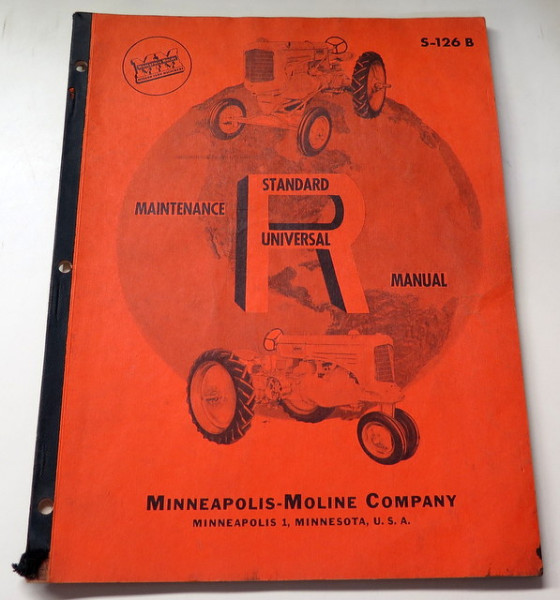 S-126 B
STANDARD
MAINTENANCE
UNIVERSAL
R
MANUAL
MINNEAPOLIS-MOLINE COMPANY
MINNEAPOLIS 1, MINNESOTA, U. S. A.